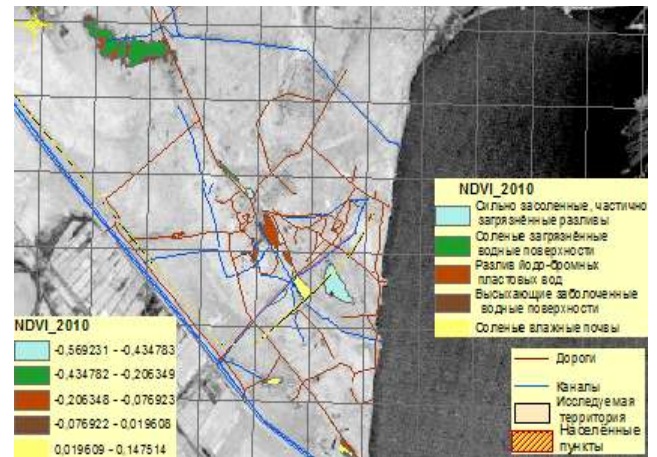 NDVI_2010
Сильно засоленные, частично
загрязнённые разливы
Соленые загрязнённые
водные поверхности
Разлив йодо-бромных
пластовых вод
Высыхающие заболоченные
водные поверхности
Соленые влажные почвы
NDVI_2010
-0,569231 - -0,434783
-0,434782 - -0,206349
-0,206348 - -0,076923
-0,076922 - -0,019608
0,019609 - 0,147514
Дороги
Каналы
Исследуемая
территория
Населённые
пункты